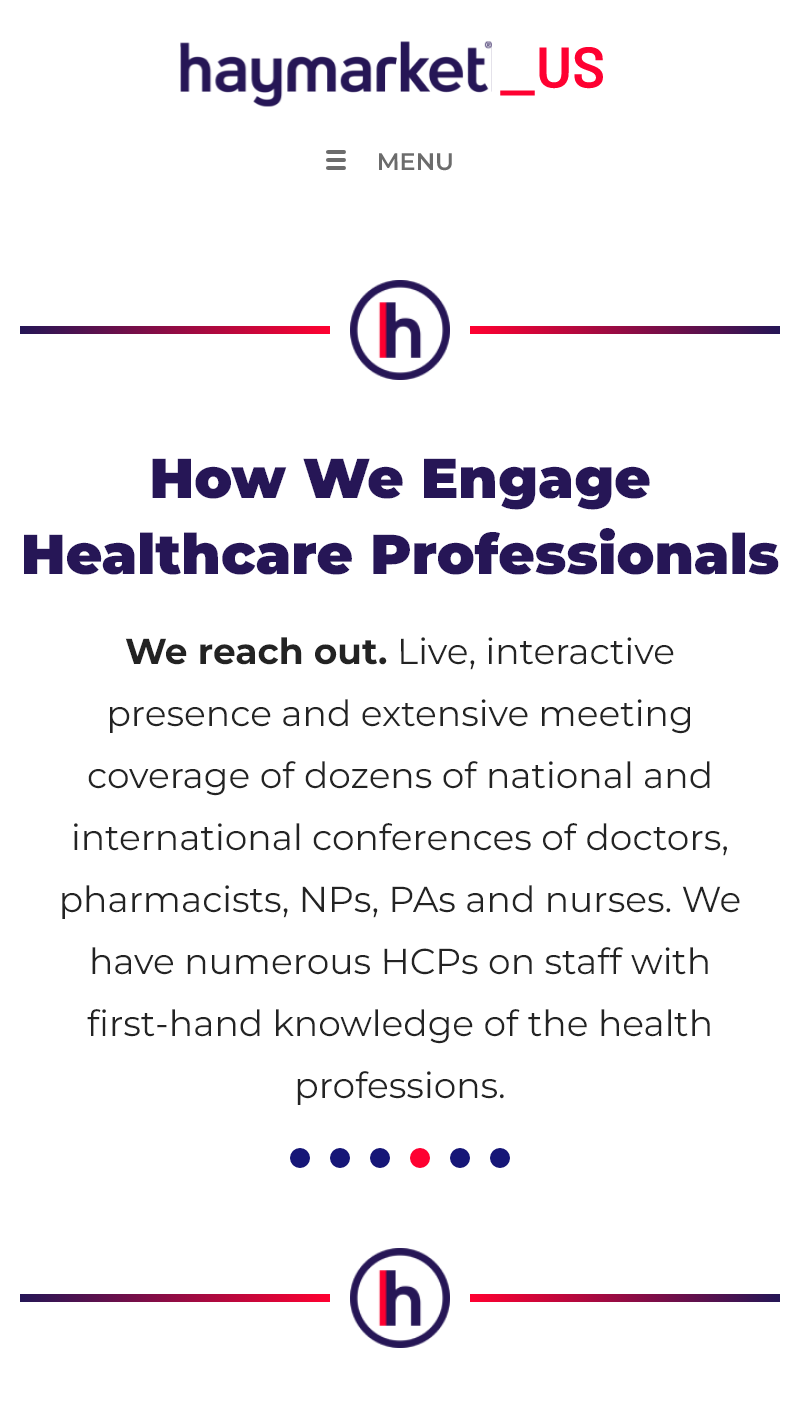 haymarket® _US
MENU
h
How We Engage
Healthcare Professionals
We reach out. Live, interactive
presence and extensive meeting
coverage of dozens of national and
international conferences of doctors,
pharmacists, NPs, PAs and nurses. We
have numerous HCPs on staff with
first-hand knowledge of the health
professions.
h